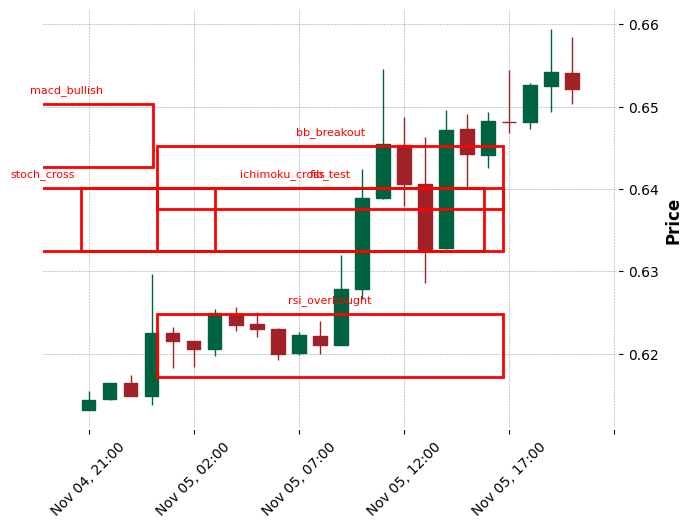 0.66
macd_bullish
0.65
bb_breakout
stoch_cross
ichimoku_cross
0.64
Price
0.63
rsi_overbought
0.62
Nov 04, 21:00
Nov 05, 02:00
Nov 05, 07:00
Nov 05, 12:00
Nov 05, 17:00